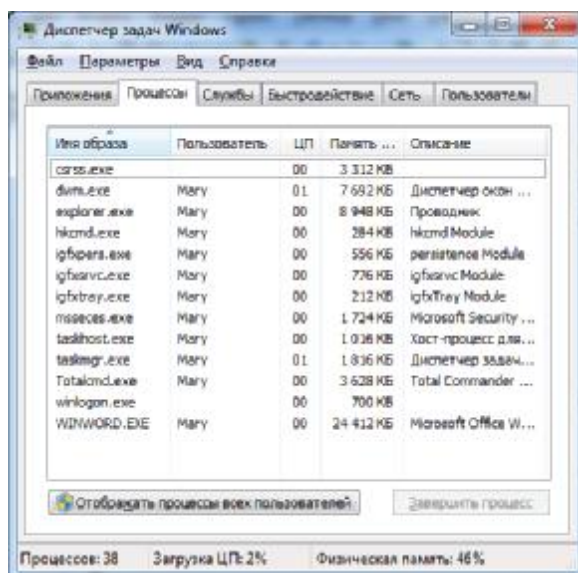 Диспетчер задач Windows
Файл Параметры Вид Справка
Приложения Процессы Службы Быстродействие Сеть Пользователи
Имя образа Пользователь ЦП Память ... Описание
csrss.exe 00 3 312 КБ
dwm.exe Mary 01 7 692 КБ Диспетчер окон ...
explorer.exe Mary 00 8 948 КБ Проводник
hkcmd.exe Mary 00 284 КБ hkcmd Module
igfxpers.exe Mary 00 556 КБ persistence Module
igfxsrvc.exe Mary 00 776 КБ igfxsrvc Module
igfxtray.exe Mary 00 212 КБ igfxTray Module
msseces.exe Mary 00 1 724 КБ Microsoft Security ...
taskhost.exe Mary 00 1 036 КБ Хост-процесс для...
taskmgr.exe Mary 01 1 836 КБ Диспетчер задач...
Totalcmd.exe Mary 00 3 628 КБ Total Commander ...
winlogon.exe 00 700 КБ
WINWORD.EXE Mary 00 24 412 КБ Microsoft Office W...
Отображать процессы всех пользователей Завершить процесс
Процессов: 38 Загрузка ЦП: 2% Физическая память: 46%